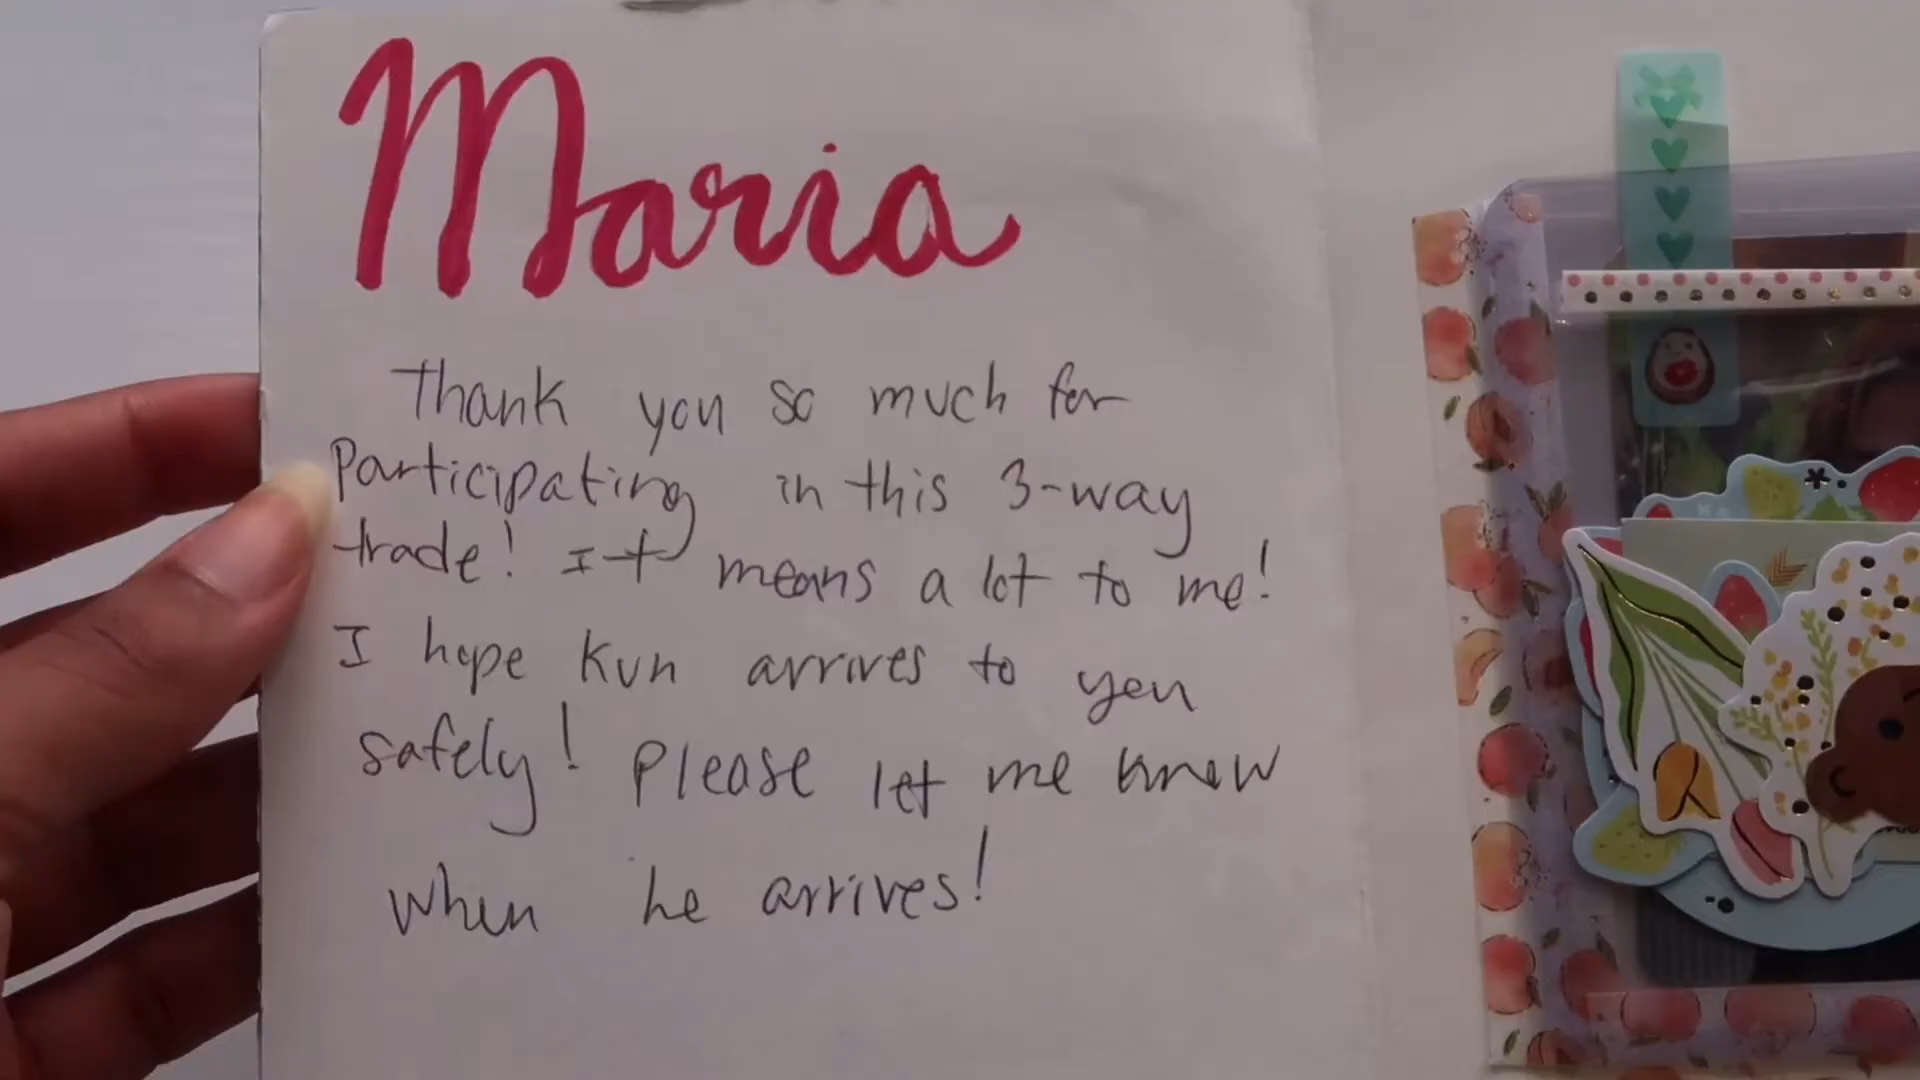 Maria
Thank you so much for
Participating in this 3-way
trade! It means a lot to me!
I hope Kun arrives to you
safely! Please let me know
when he arrives!